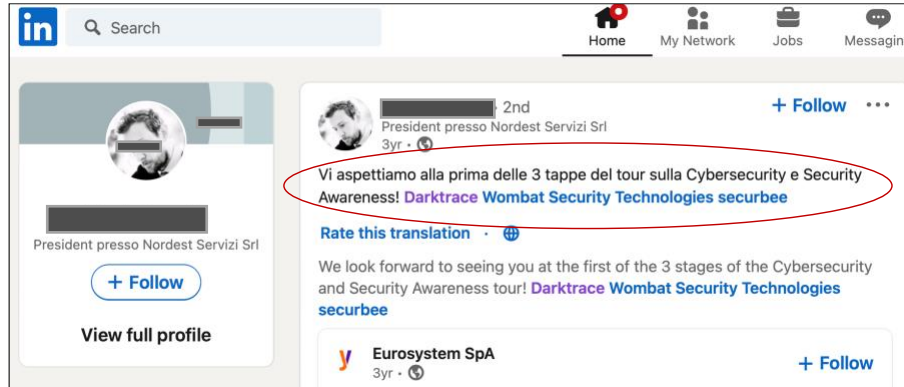 in
Search
Home
My Network
Jobs
Messagin
President presso Nordest Servizi Srl
+ Follow
View full profile
· 2nd
+ Follow
President presso Nordest Servizi Srl
3yr •
Vi aspettiamo alla prima delle 3 tappe del tour sulla Cybersecurity e Security
Awareness! Darktrace Wombat Security Technologies securbee
Rate this translation ·
We look forward to seeing you at the first of the 3 stages of the Cybersecurity
and Security Awareness tour! Darktrace Wombat Security Technologies
securbee
y
Eurosystem SpA
3yr •
+ Follow